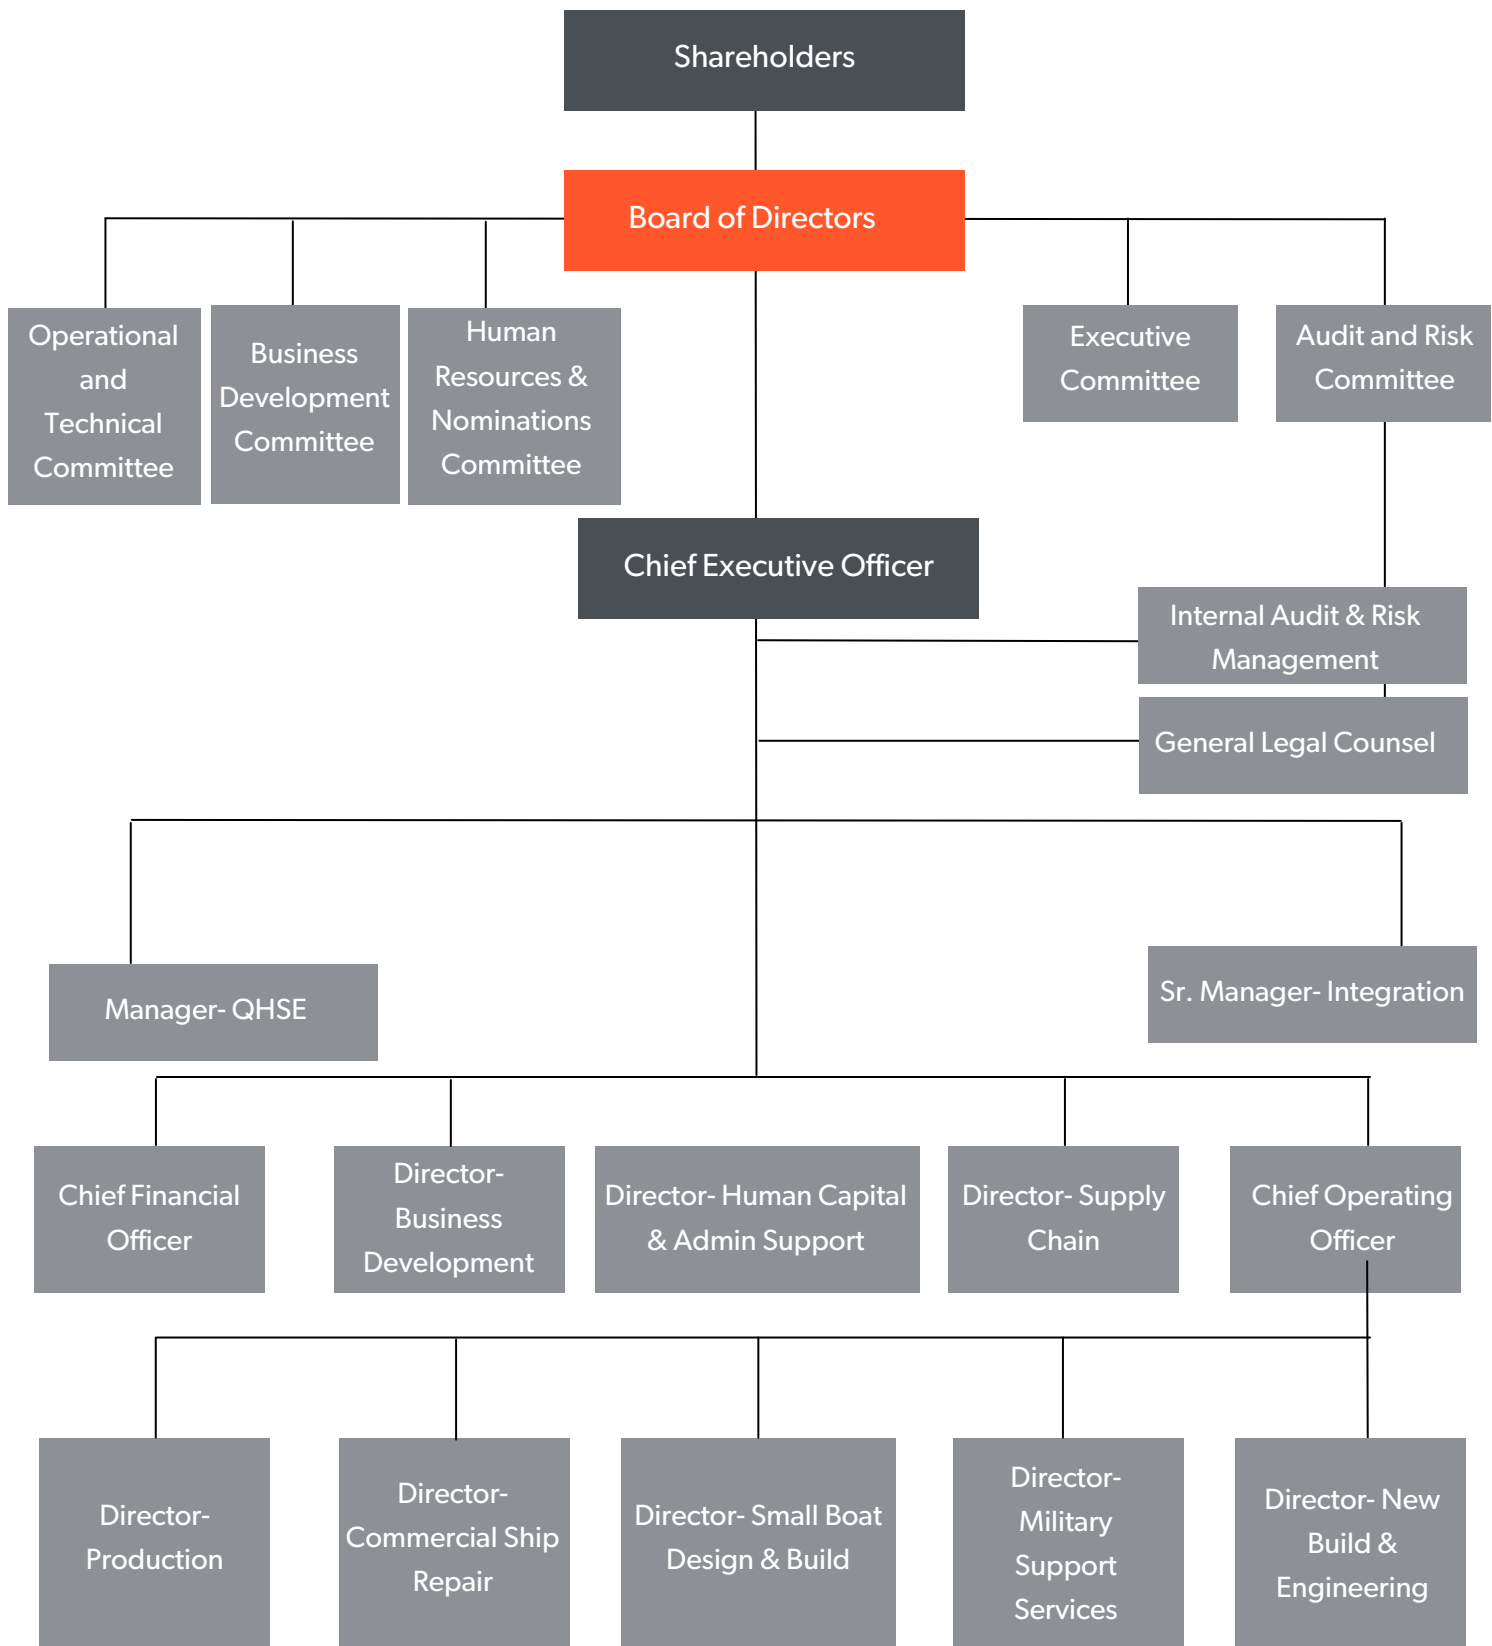 Shareholders
Board of Directors
Operational
and
Technical
Committee
Business
Development
Committee
Human
Resources &
Nominations
Committee
Executive
Committee
Audit and Risk
Committee
Chief Executive Officer
Internal Audit & Risk
Management
General Legal Counsel
Manager- QHSE
Sr. Manager- Integration
Chief Financial
Officer
Director-
Business
Development
Director- Human Capital
& Admin Support
Director- Supply
Chain
Chief Operating
Officer
Director-
Production
Director-
Commercial Ship
Repair
Director- Small Boat
Design & Build
Director-
Military
Support
Services
Director- New
Build &
Engineering